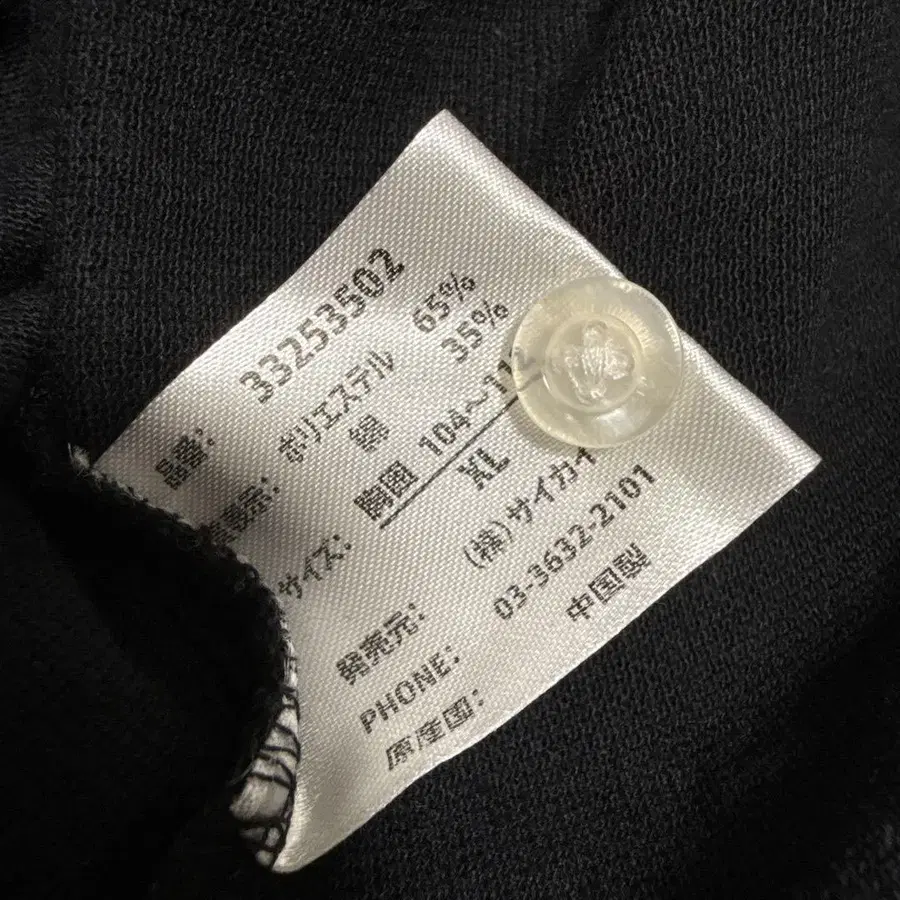 品番: 33253502
表示: ポリエステル 65%
綿 35%
サイズ: 胸囲 104～112
XL
発売元: (株)サイカイ
PHONE: 03-3632-2101
原産国: 中国製